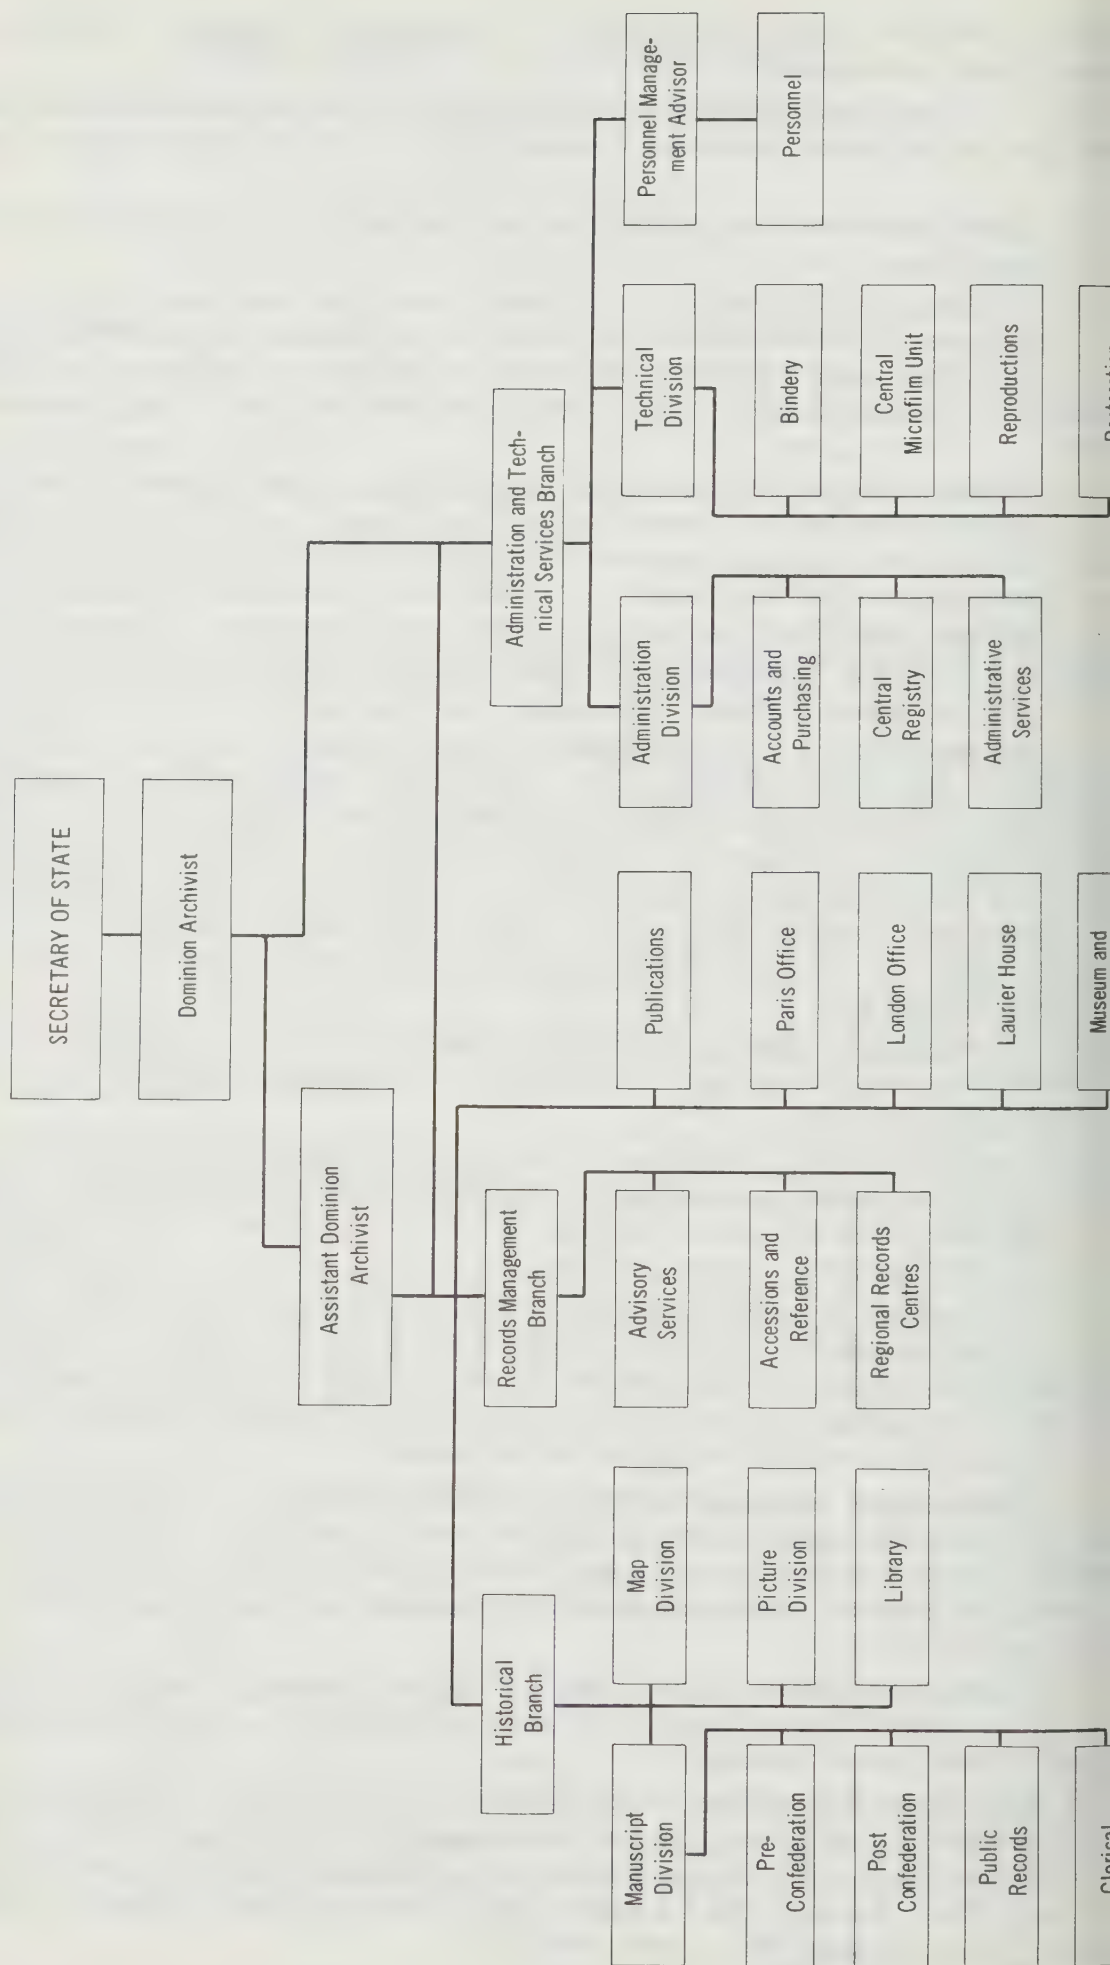 SECRETARY OF STATE
Dominion Archivist
Assistant Dominion
Archivist
Historical
Branch
Records Management
Branch
Administration and Tech-
nical Services Branch
Manuscript
Division
Map
Division
Advisory
Services
Publications
Administration
Division
Technical
Division
Personnel Manage-
ment Advisor
Pre-
Confederation
Picture
Division
Accessions and
Reference
Paris Office
Accounts and
Purchasing
Bindery
Personnel
Post
Confederation
Library
Regional Records
Centres
London Office
Central
Registry
Central
Microfilm Unit
Public
Records
Laurier House
Administrative
Services
Reproductions
Museum and